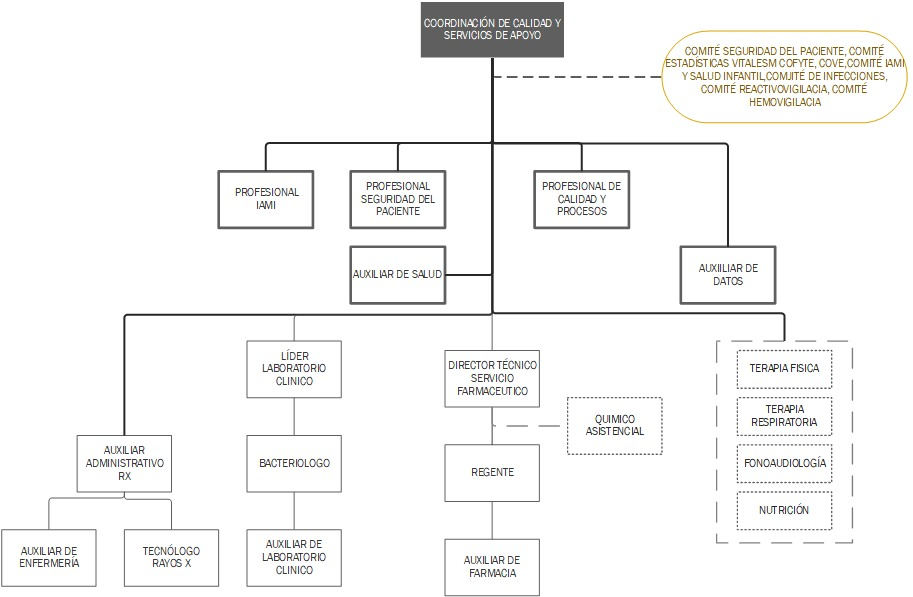 COORDINACIÓN DE CALIDAD Y
SERVICIOS DE APOYO
COMITÉ SEGURIDAD DEL PACIENTE, COMITÉ
ESTADÍSTICAS VITALESM COFYTE, COVE,COMITÉ IAMI
Y SALUD INFANTIL,COMJITÉ DE INFECCIONES,
COMITÉ REACTIVOVIGILACIA, COMITÉ
HEMOVIGILACIA
PROFESIONAL
IAMI
PROFESIONAL
SEGURIDAD DEL
PACIENTE
PROFESIONAL DE
CALIDAD Y
PROCESOS
AUXILIAR DE SALUD
AUXIILIAR DE
DATOS
LÍDER
LABORATORIO
CLINICO
DIRECTOR TÉCNICO
SERVICIO
FARMACEUTICO
TERAPIA FISICA
TERAPIA
RESPIRATORIA
QUIMICO
ASISTENCIAL
AUXILIAR
ADMINISTRATIVO
RX
BACTERIOLOGO
REGENTE
FONOAUDIOLOGÍA
NUTRICIÓN
AUXILIAR DE
ENFERMERÍA
TECNÓLOGO
RAYOS X
AUXILIAR DE
LABORATORIO
CLINICO
AUXILIAR DE
FARMACIA